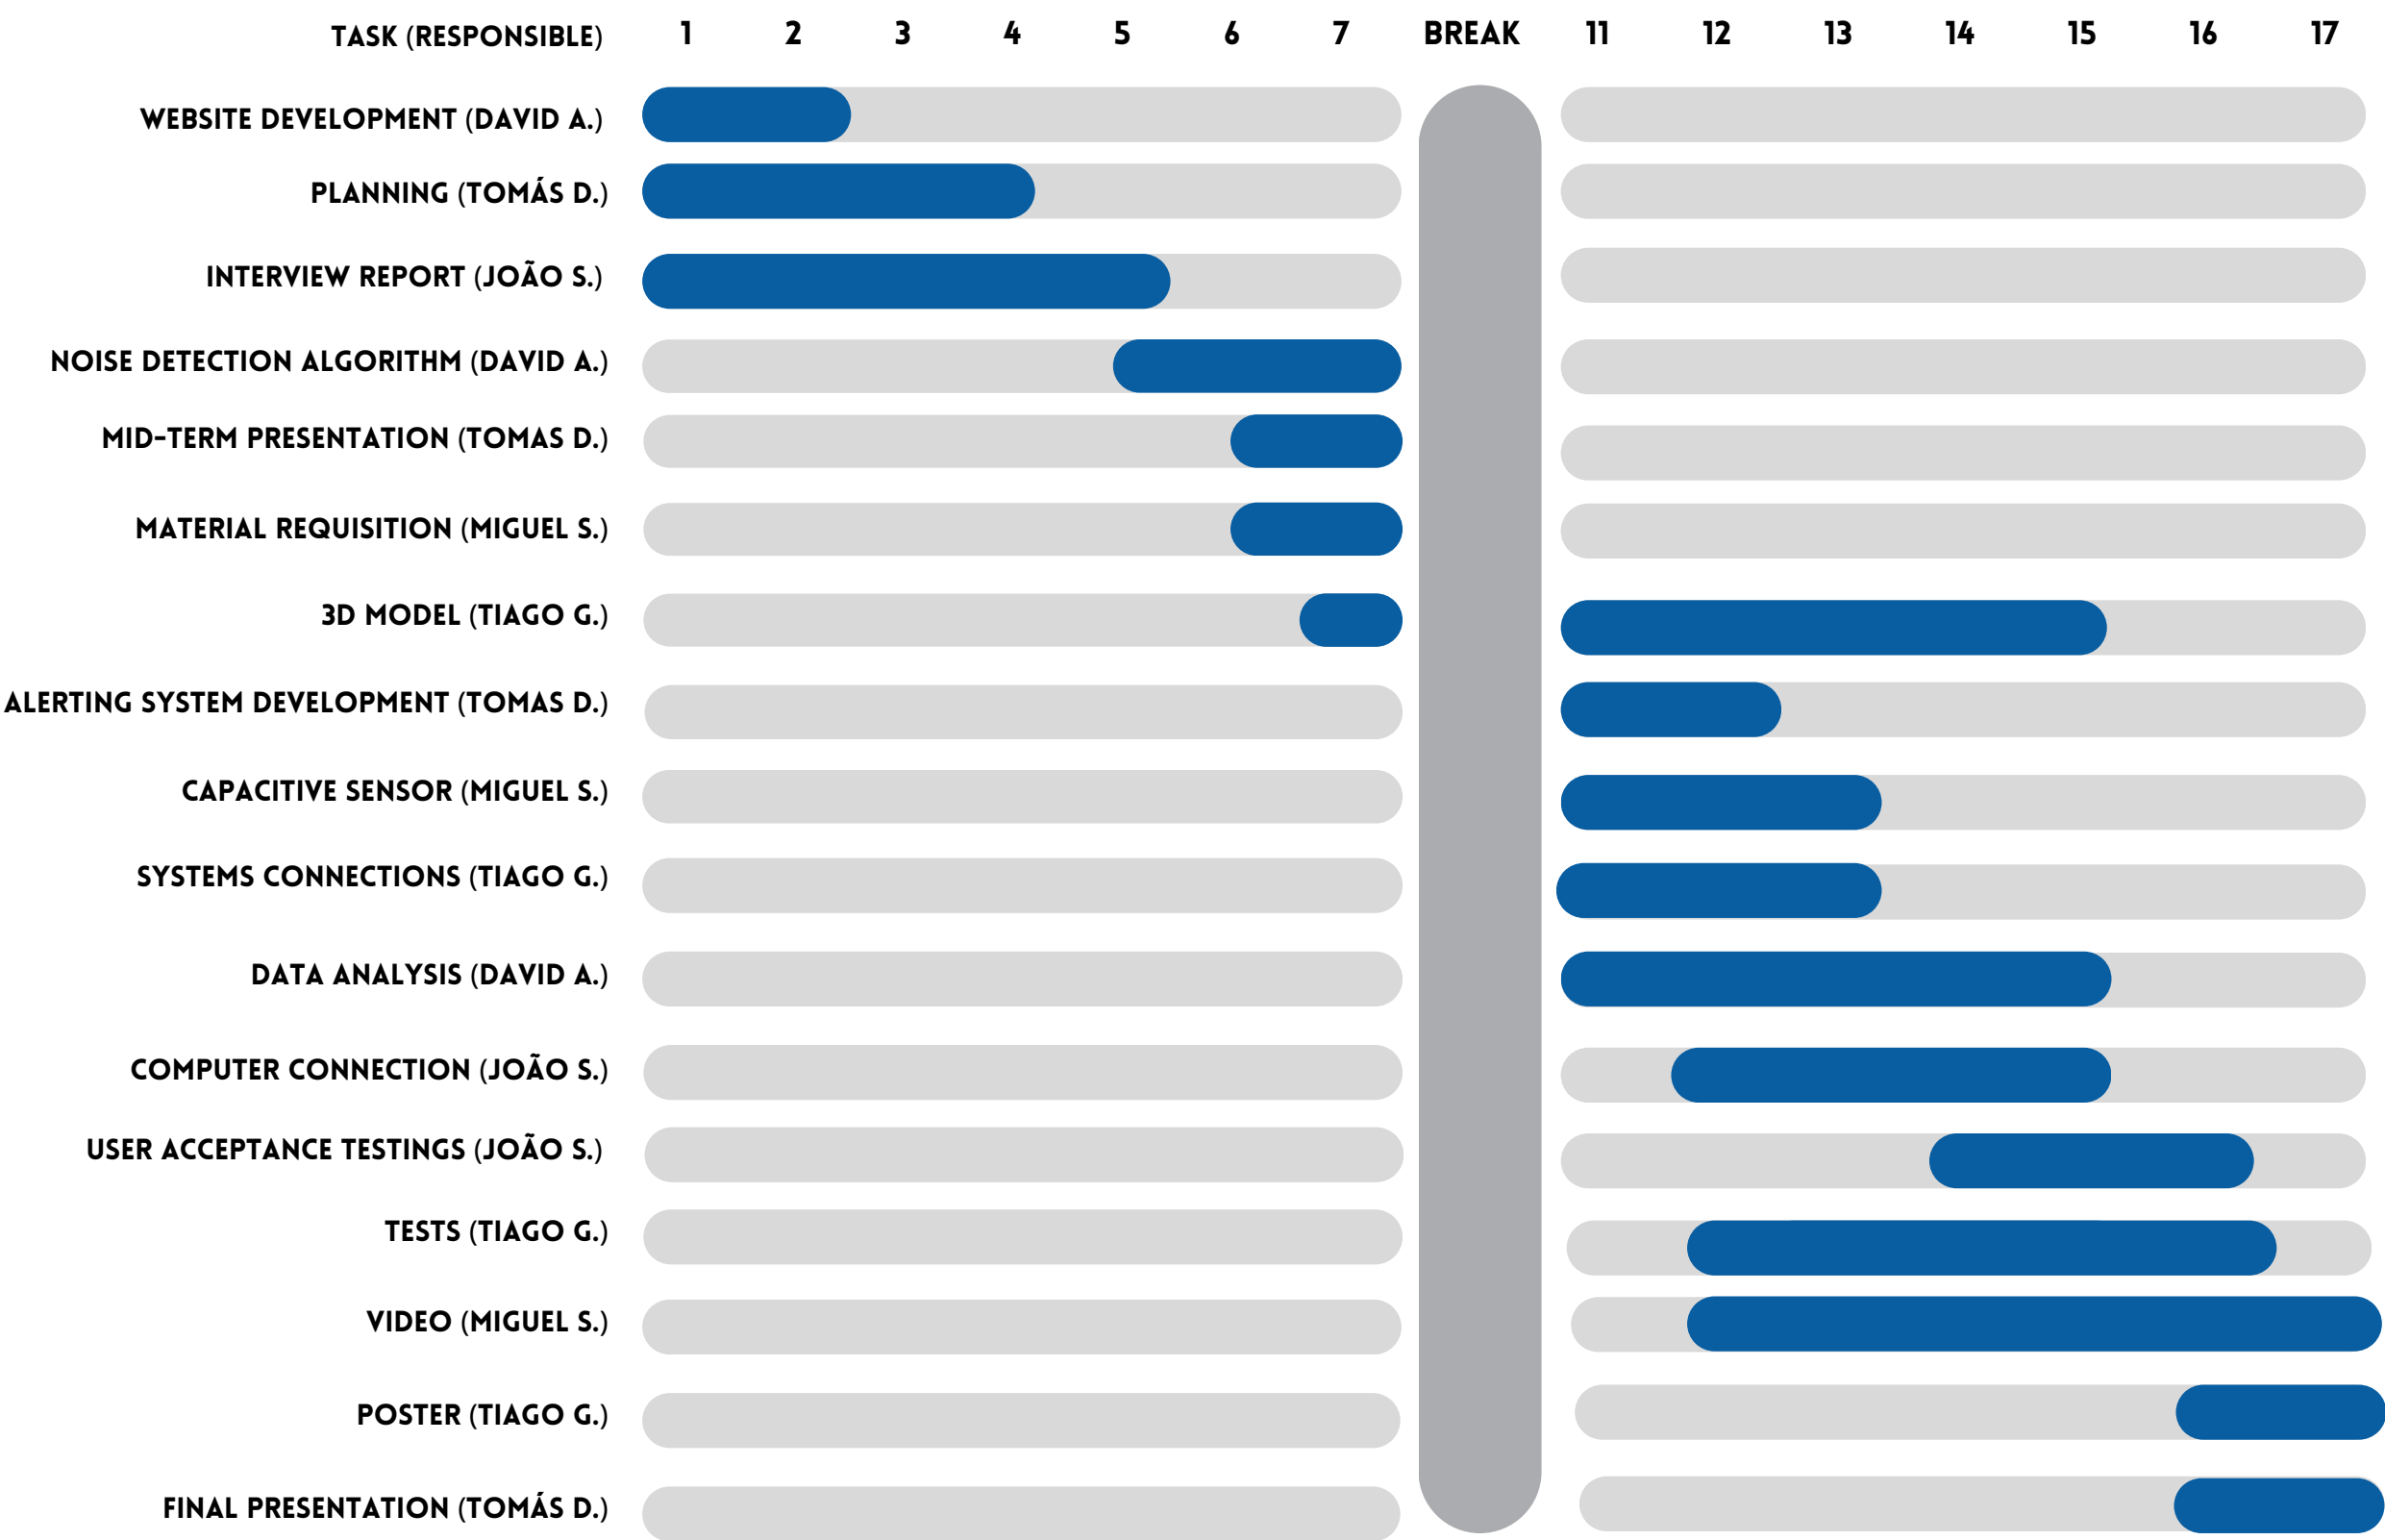 TASK (RESPONSIBLE) 1 2 3 4 5 6 7 BREAK 11 12 13 14 15 16 17
WEBSITE DEVELOPMENT (DAVID A.)
PLANNING (TOMÁS D.)
INTERVIEW REPORT (JOÃO S.)
NOISE DETECTION ALGORITHM (DAVID A.)
MID-TERM PRESENTATION (TOMAS D.)
MATERIAL REQUISITION (MIGUEL S.)
3D MODEL (TIAGO G.)
ALERTING SYSTEM DEVELOPMENT (TOMAS D.)
CAPACITIVE SENSOR (MIGUEL S.)
SYSTEMS CONNECTIONS (TIAGO G.)
DATA ANALYSIS (DAVID A.)
COMPUTER CONNECTION (JOÃO S.)
USER ACCEPTANCE TESTINGS (JOÃO S.)
TESTS (TIAGO G.)
VIDEO (MIGUEL S.)
POSTER (TIAGO G.)
FINAL PRESENTATION (TOMÁS D.)